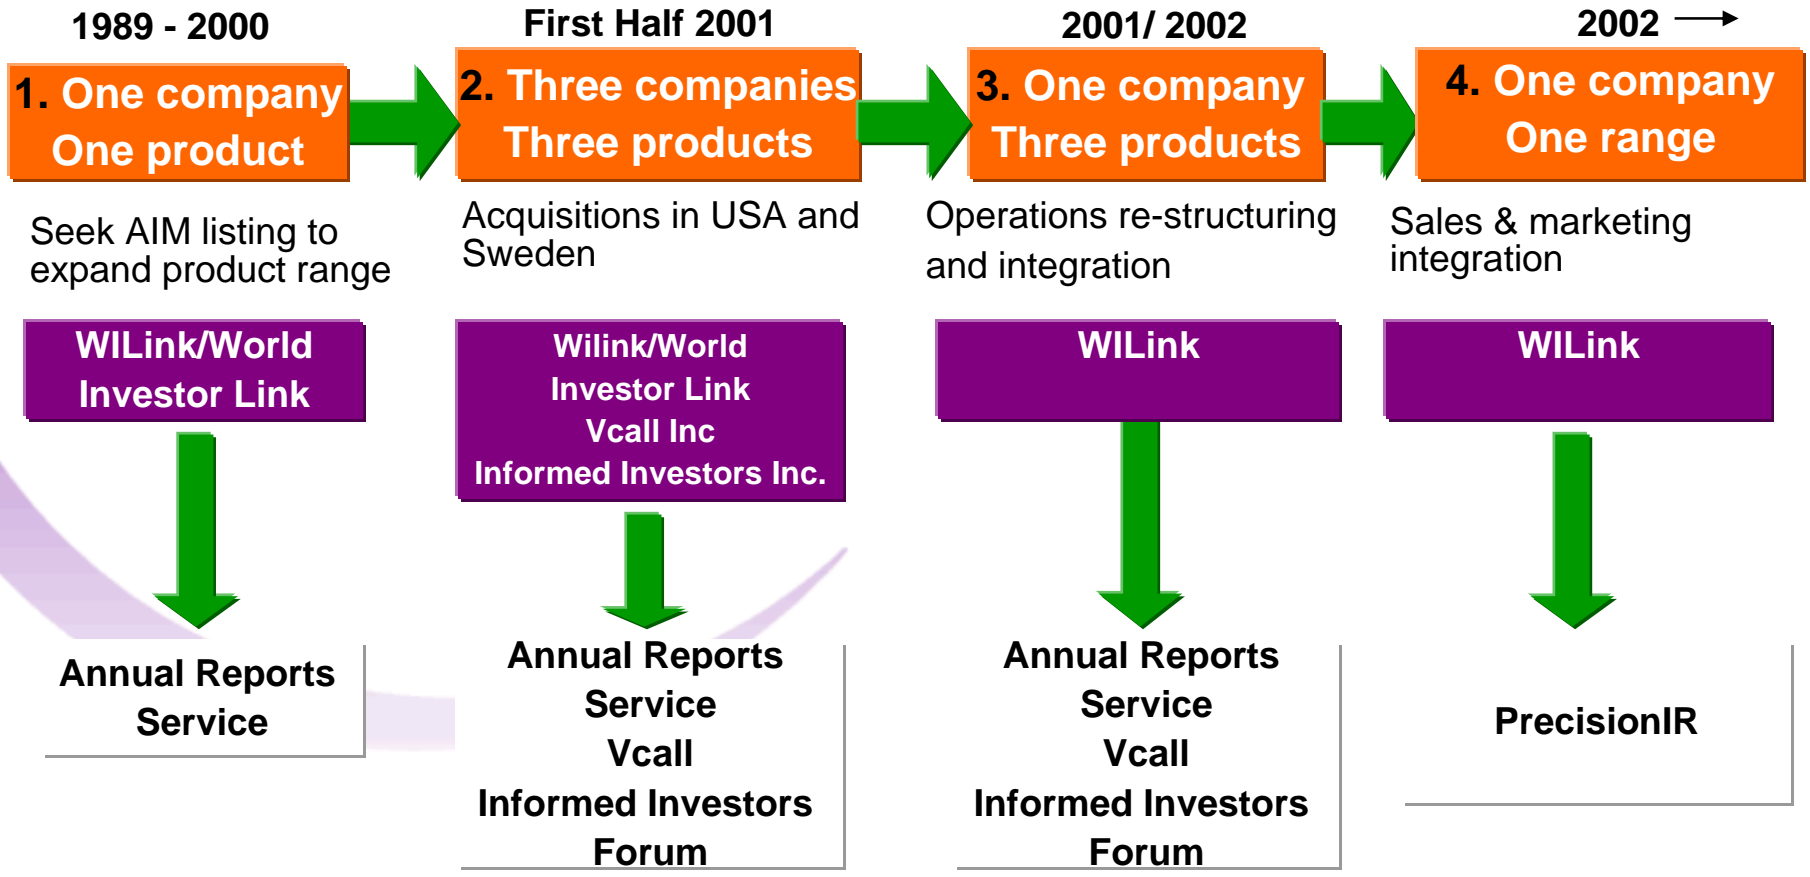 1989 - 2000
1. One company
One product
Seek AIM listing to
expand product range
WILink/World
Investor Link
Annual Reports
Service
First Half 2001
2. Three companies
Three products
Acquisitions in USA and
Sweden
Wilink/World
Investor Link
Vcall Inc
Informed Investors Inc.
Annual Reports
Service
Vcall
Informed Investors
Forum
2001/ 2002
3. One company
Three products
Operations re-structuring
and integration
WILink
Annual Reports
Service
Vcall
Informed Investors
Forum
2002
4. One company
One range
Sales & marketing
integration
WILink
PrecisionIR